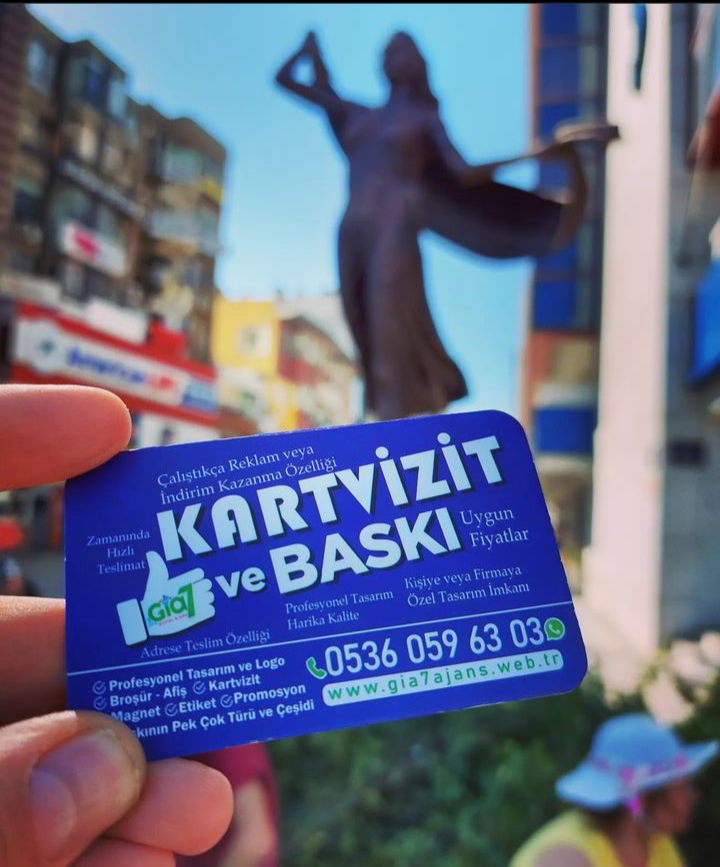 Çalıştıkça Reklam veya
İndirim Kazanma Özelliği
KARTVİZİT
ve BASKI
Zamanında
Hızlı
Teslimat
Uygun
Fiyatlar
Gia7
Profesyonel Tasarım
Harika Kalite
Kişiye veya Firmaya
Özel Tasarım İmkanı
Adrese Teslim Özelliği
Profesyonel Tasarım ve Logo
Broşür - Afiş Kartvizit
Magnet Etiket Promosyon
Pek Çok Türü ve Çeşidi
0536 059 63 03
www.gia7ajans.web.tr